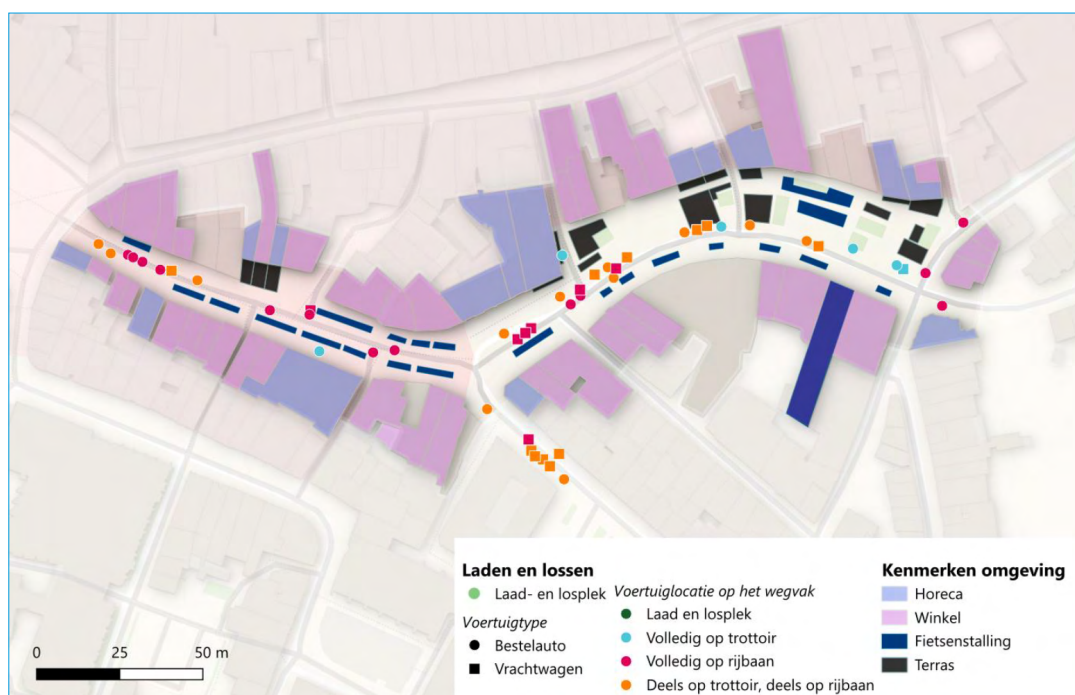 0 25 50 m
Laden en lossen
Laad- en losplek
Voertuigtype
Bestelauto
Vrachtwagen
Voertuiglocatie op het wegvak
Laad en losplek
Volledig op trottoir
Volledig op rijbaan
Deels op trottoir, deels op rijbaan
Kenmerken omgeving
Horeca
Winkel
Fietsenstalling
Terras